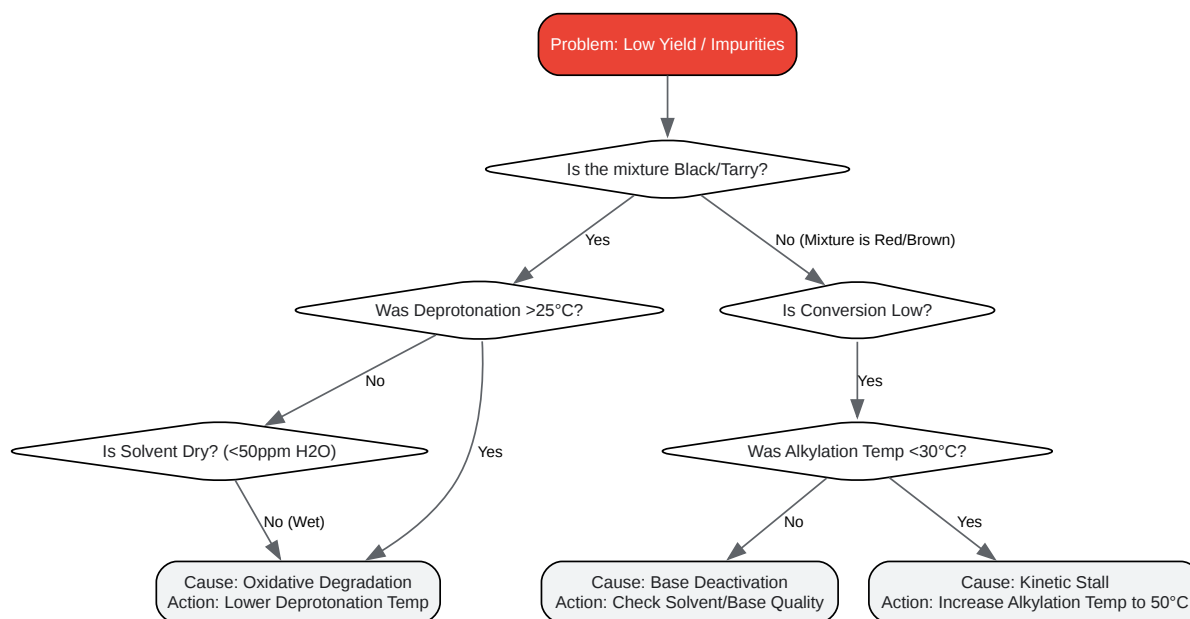 Problem: Low Yield / Impurities
Is the mixture Black/Tarry?
Yes
No (Mixture is Red/Brown)
Was Deprotonation >25°C?
Is Conversion Low?
No
Yes
Is Solvent Dry? (<50ppm H2O)
Yes
Was Alkylation Temp <30°C?
No (Wet)
No
Yes
Cause: Oxidative Degradation
Action: Lower Deprotonation Temp
Cause: Base Deactivation
Action: Check Solvent/Base Quality
Cause: Kinetic Stall
Action: Increase Alkylation Temp to 50°C